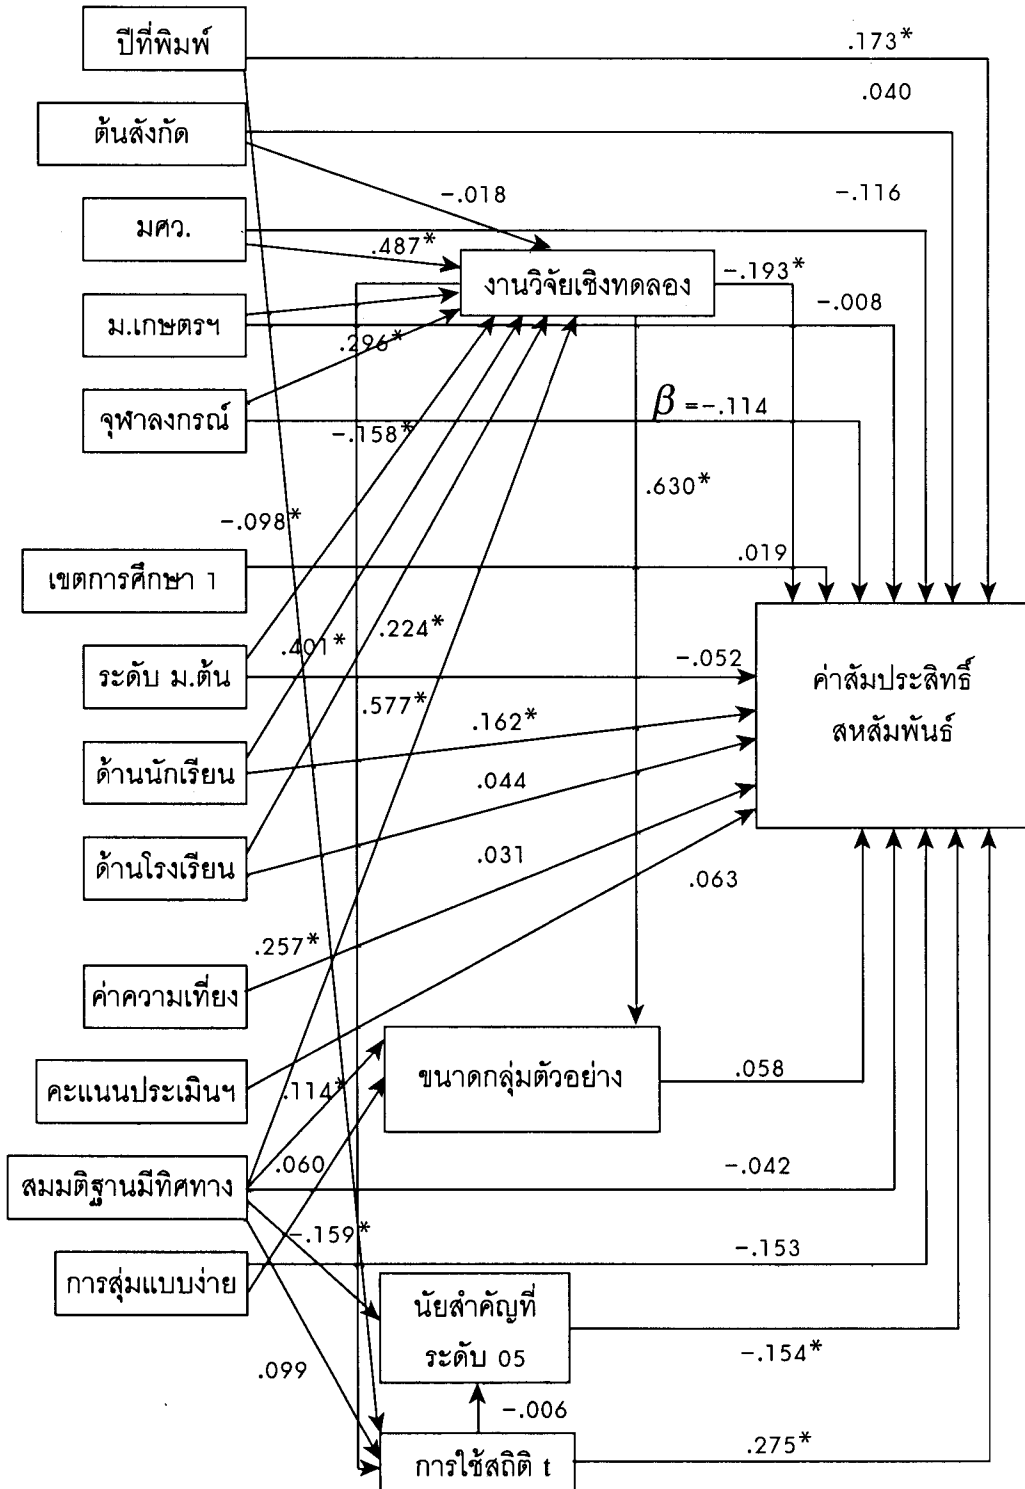 ปีที่พิมพ์
.173*
.040
ต้นสังกัด
-.018
-.116
มศว.
.487*
งานวิจัยเชิงทดลอง
-.193*
-.008
ม.เกษตรฯ
.296*
จุฬาลงกรณ์
β =-.114
-.158*
.630*
-.098*
.019
เขตการศึกษา 1
.401*
.224*
-.052
ระดับ ม.ต้น
ค่าสัมประสิทธิ์
สหสัมพันธ์
.577*
.162*
ด้านนักเรียน
.044
.031
ด้านโรงเรียน
.063
.257*
ค่าความเที่ยง
ขนาดกลุ่มตัวอย่าง
.058
คะแนนประเมินฯ
.114*
.060
-.042
สมมติฐานมีทิศทาง
-.159*
-.153
การสุ่มแบบง่าย
นัยสำคัญที่
ระดับ 05
-.154*
.099
-.006
.275*
การใช้สถิติ t